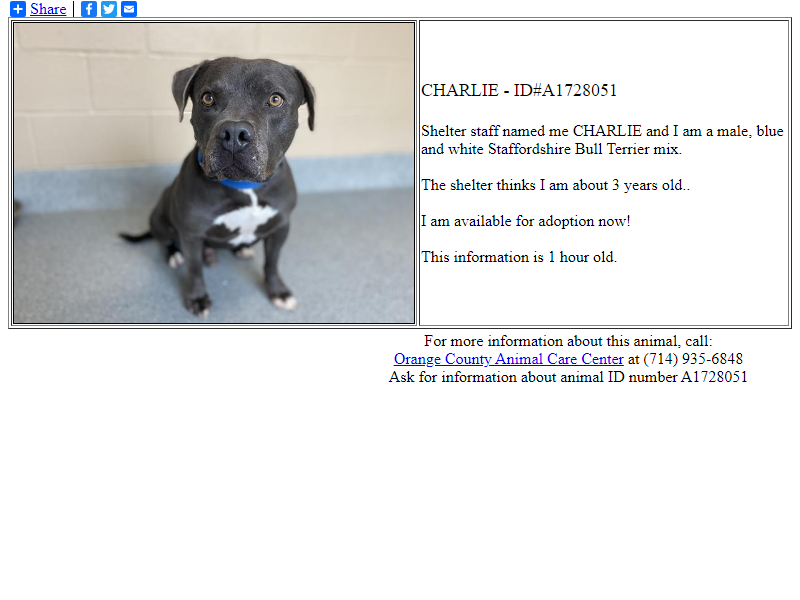 Share |
CHARLIE - ID#A1728051
Shelter staff named me CHARLIE and I am a male, blue
and white Staffordshire Bull Terrier mix.
The shelter thinks I am about 3 years old..
I am available for adoption now!
This information is 1 hour old.
For more information about this animal, call:
Orange County Animal Care Center at (714) 935-6848
Ask for information about animal ID number A1728051